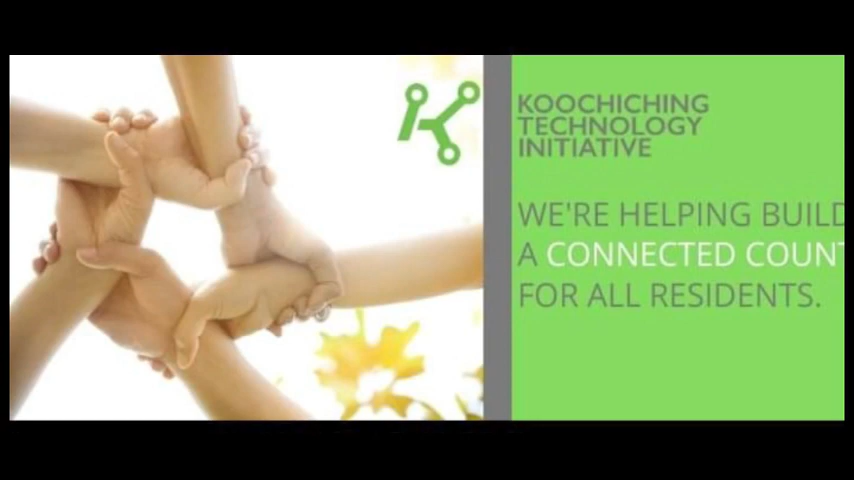 KOOCHICHING
TECHNOLOGY
INITIATIVE
WE'RE HELPING BUILD
A CONNECTED COUNT
FOR ALL RESIDENTS.